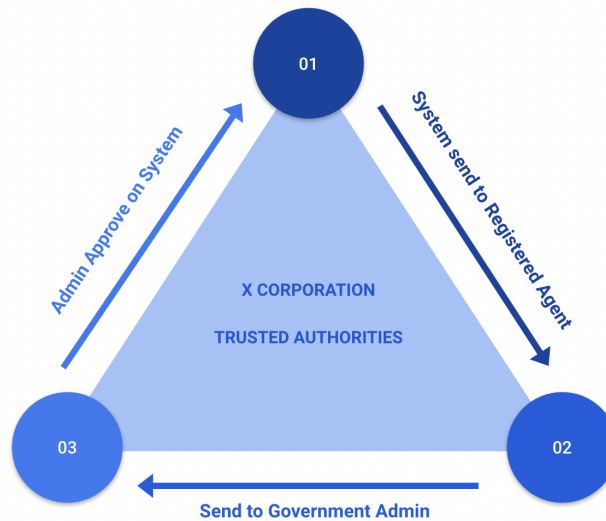 01
Admin Approve on System
System send to Registered Agent
X CORPORATION
TRUSTED AUTHORITIES
03
02
Send to Government Admin